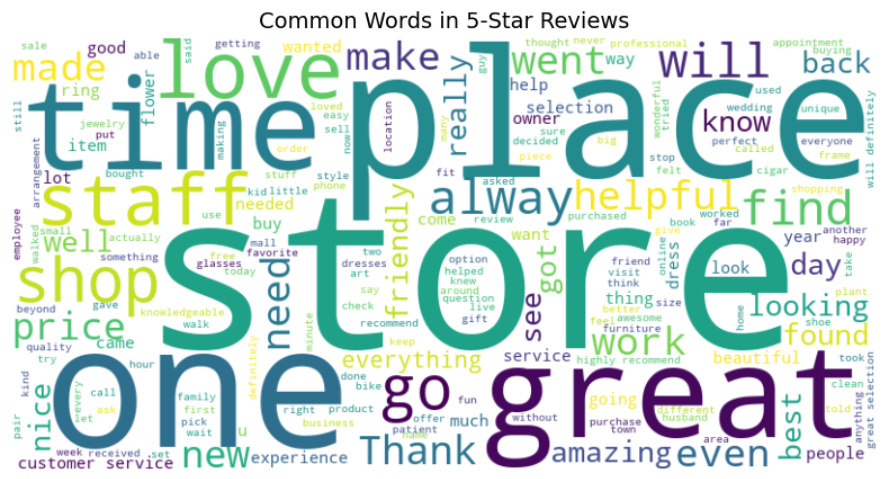 Common Words in 5-Star Reviews
sale
able
getting
said
wanted
thought
never
professional
appointment
good
made
love
make
went
way
will
buying
back
ring
flower
guy
still
time
place
really
help
selection
owner
know
wonderful
tried
used
unique
jewelry
put
loved
easy
sell
now
location
many
decided
sure
wedding
perfect
everyone
item
making
order
big
called
will definitely
lot
bought
stuff
style
fit
asked
piece
stop
felt
cigar
frame
arrangement
staff
kid
little
phone
alway
helpful
find
shopping
employee
walked
small
needed
friendly
come
review
purchased
book
worked
far
year
another
happy
well
actually
use
buy
want
online
give
dress
take
something
free
mall
two
store
option
friend
shop
glasses
favorite
got
visit
look
day
today
dresses
art
helped
knew
think
thing
size
plant
beyond
gave
say
around
question
awesome
home
better
looking
knowledgeable
need
check
live
see
feel
shoe
price
walk
minute
recommend
gift
furniture
work
found
quality
came
keep
everything
service
highly recommend
beautiful
took
try
hour
definitely
done
bike
fun
going
kind
call
one
family
right
product
go
great
different
told
clean
nice
every
let
ask
first
offer
much
without
purchase
husband
best
anything
great selection
pair
pick
wait
u
business
patient
home
town
area
week
received
set
customer service
new
experience
Thank
amazing
even
people